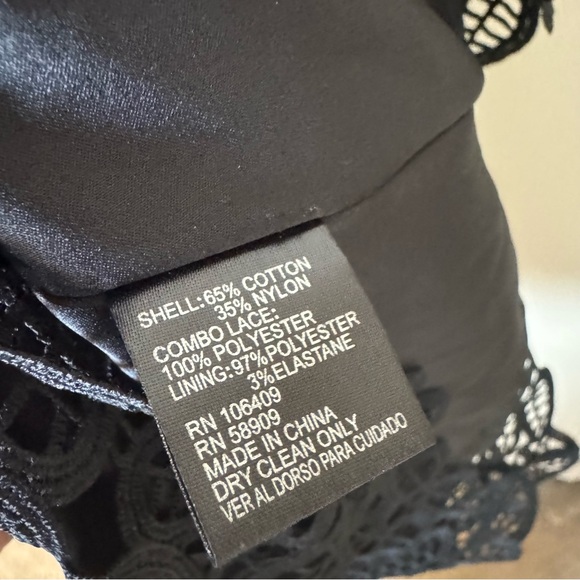 SHELL:65% COTTON
35% NYLON
COMBO LACE:
100% POLYESTER
LINING:97%POLYESTER
3%ELASTANE
RN 106409
RN 58909
MADE IN CHINA
DRY CLEAN ONLY
VER AL DORSO PARA CUIDADO